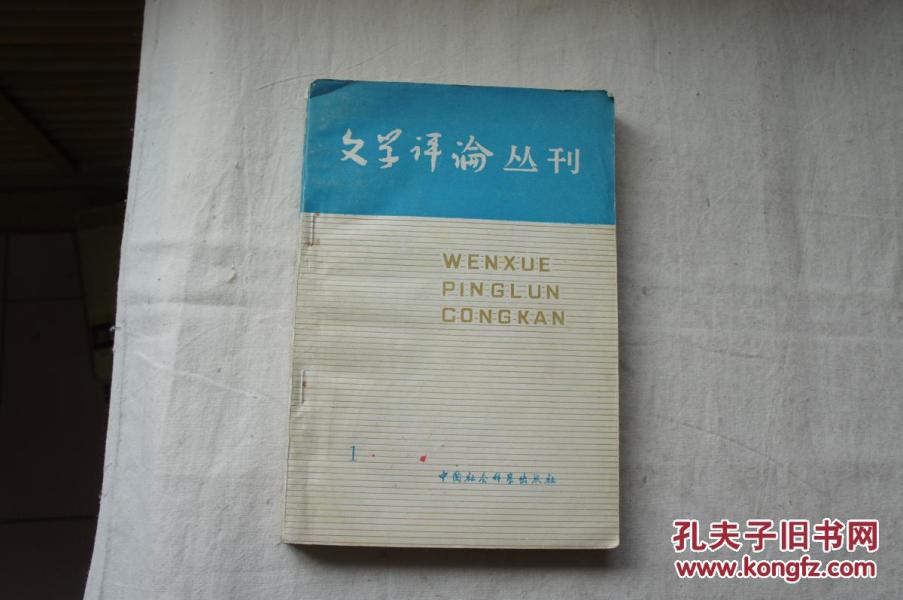 文学评论丛刊
WENXUE
PINGLUN
CONGKAN
1
中国社会科学出版社
孔夫子旧书网
www.kongfz.com